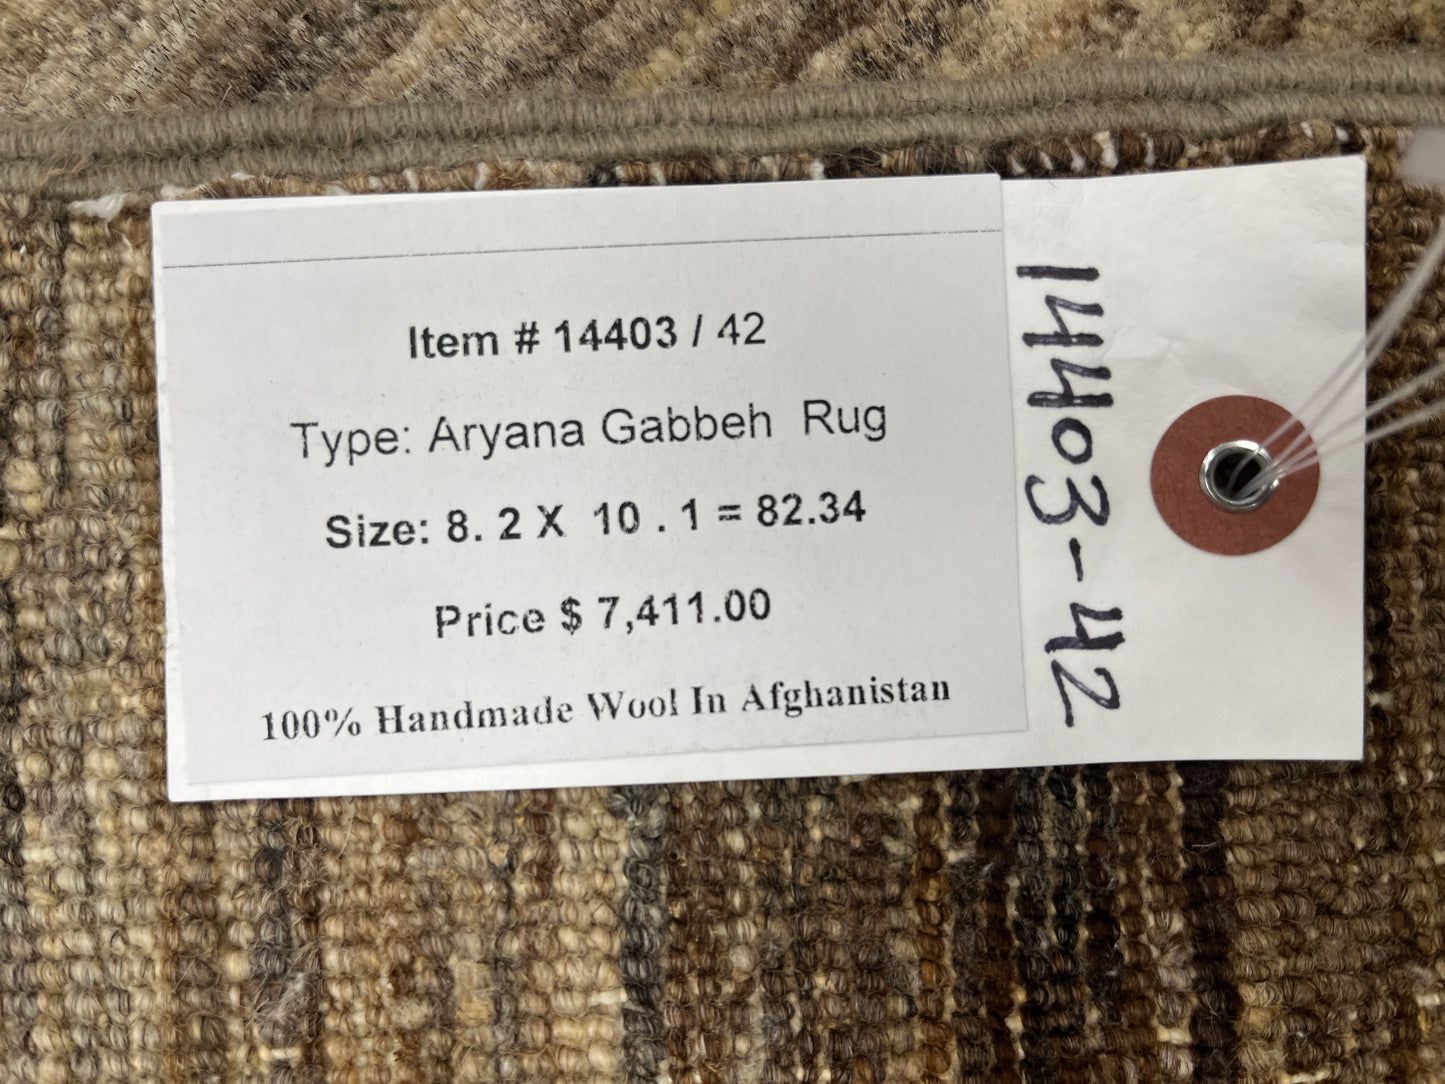 Item # 14403 / 42
Type: Aryana Gabbeh Rug
Size: 8. 2 X 10 . 1 = 82.34
Price $ 7,411.00
100% Handmade Wool In Afghanistan
14403-42